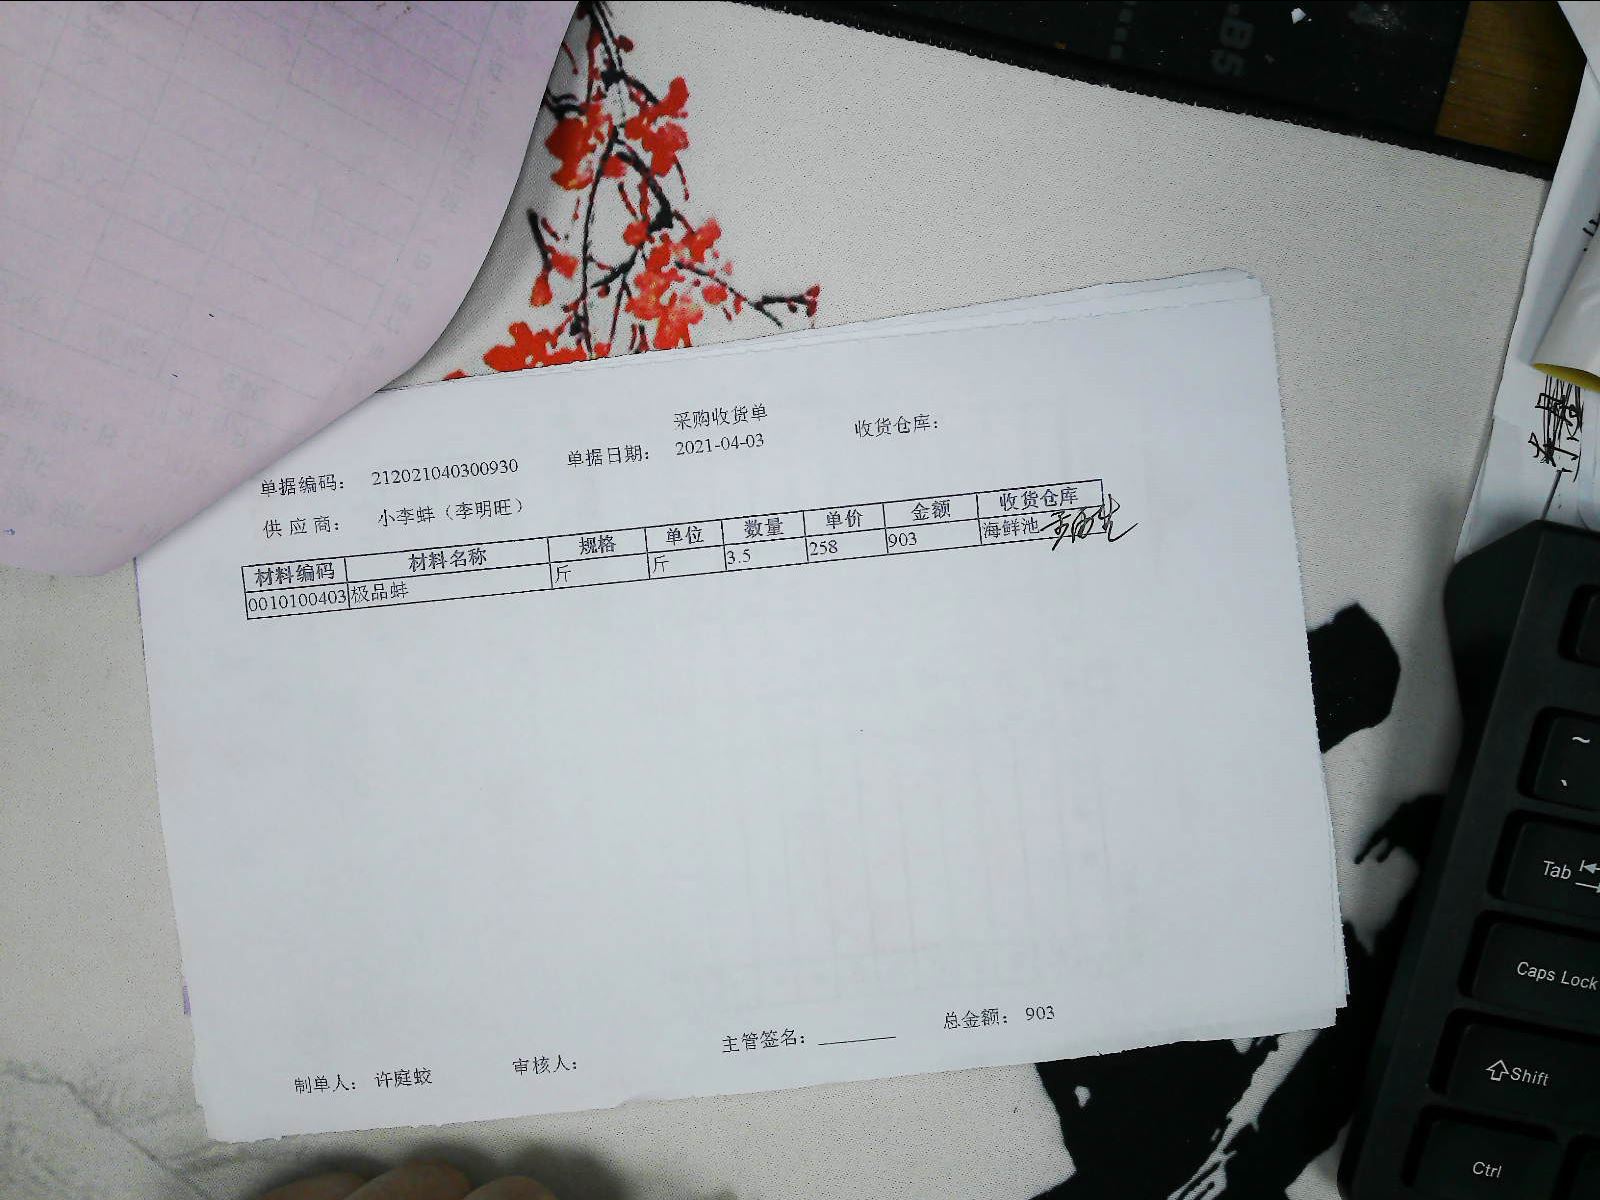 采购收货单
单据编码： 212021040300930 单据日期： 2021-04-03 收货仓库：
供应商： 小李蚌（李明旺）
材料编码 材料名称 规格 单位 数量 单价 金额 收货仓库
0010100403 极品蚌 斤 斤 3.5 258 903 海鲜池
制单人： 许庭蛟 审核人： 主管签名： 总金额： 903
~
Tab
Caps Lock
Shift
Ctrl